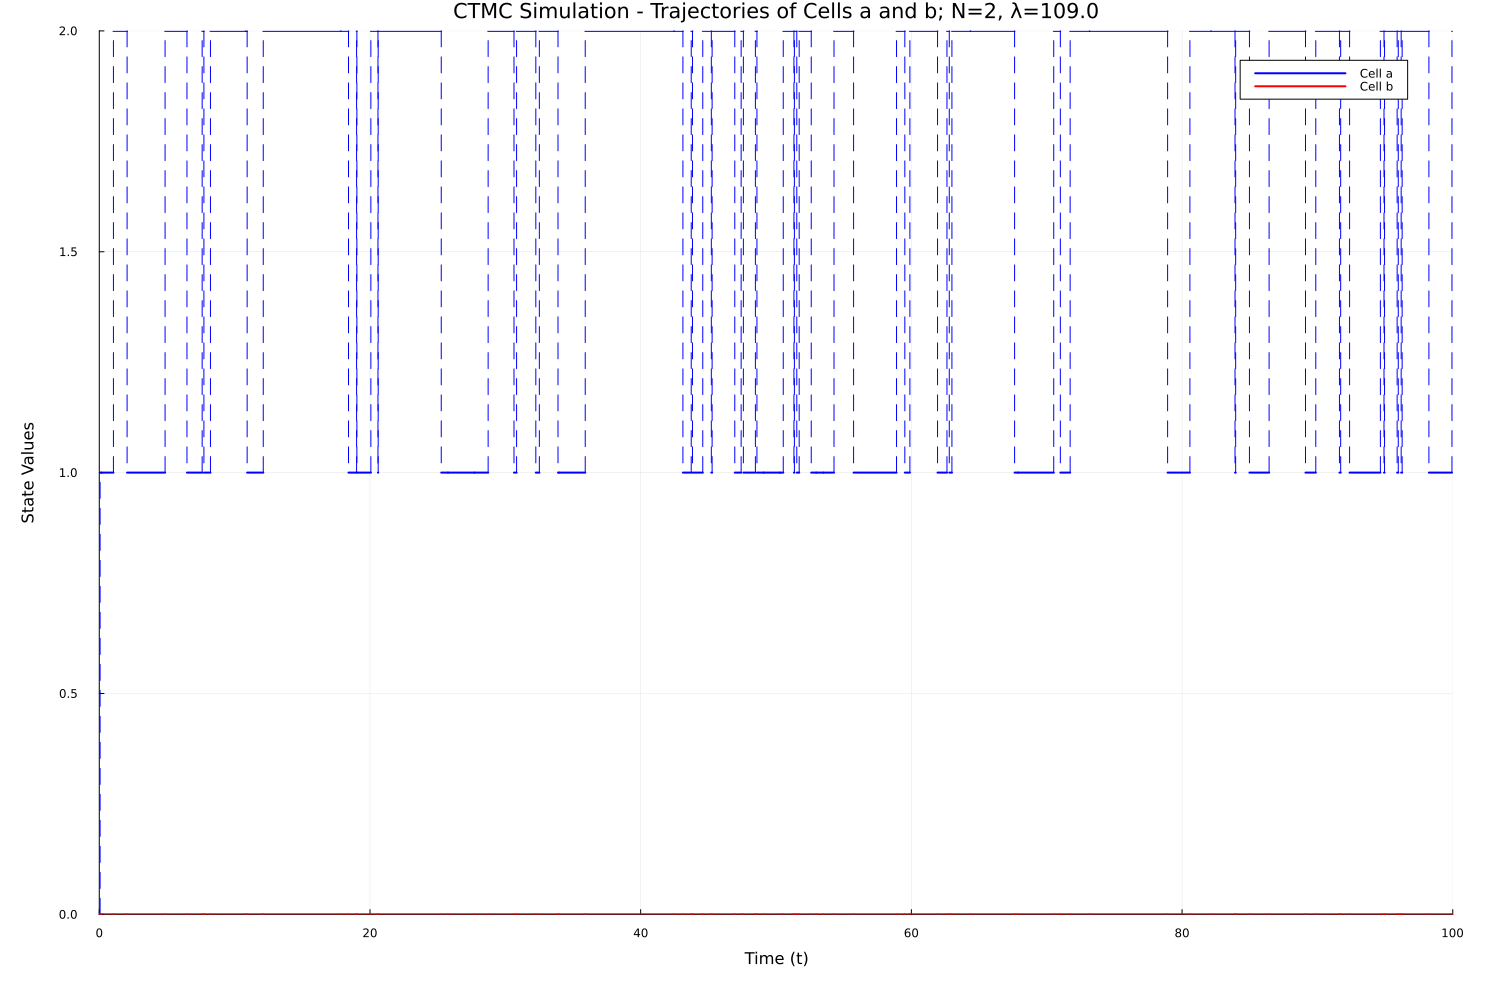 CTMC Simulation - Trajectories of Cells a and b; N=2, λ=109.0
2.0
Cell a
Cell b
1.5
1.0
State Values
0.5
0.0
0 20 40 60 80 100
Time (t)